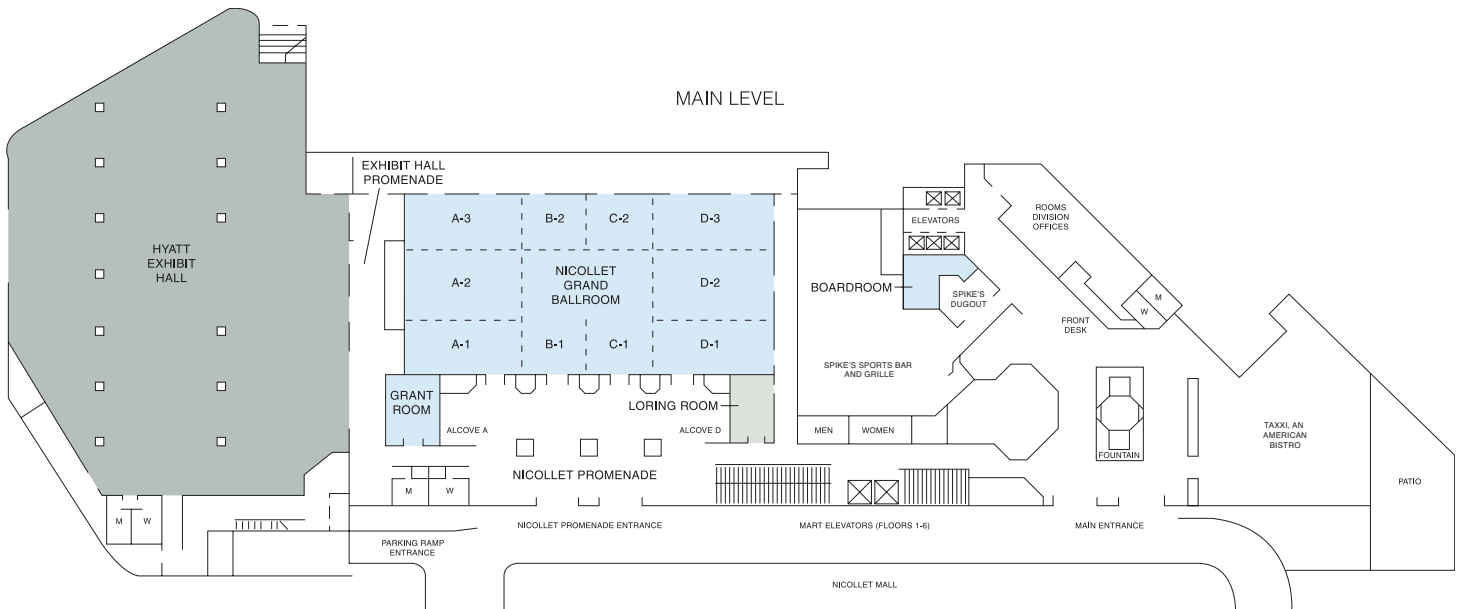 MAIN LEVEL
EXHIBIT HALL
PROMENADE
HYATT
EXHIBIT
HALL
A-3
B-2
C-2
D-3
A-2
NICOLLET
GRAND
BALLROOM
D-2
A-1
B-1
C-1
D-1
GRANT
ROOM
LORING ROOM
ALCOVE A
ALCOVE D
NICOLLET PROMENADE
M
W
M
W
ELEVATORS
ROOMS
DIVISION
OFFICES
BOARDROOM
SPIKE'S
DUGOUT
M
W
FRONT
DESK
SPIKE'S SPORTS BAR
AND GRILLE
MEN
WOMEN
FOUNTAIN
TAXXI, AN
AMERICAN
BISTRO
PATIO
NICOLLET PROMENADE ENTRANCE
MART ELEVATORS (FLOORS 1-6)
MAIN ENTRANCE
PARKING RAMP
ENTRANCE
NICOLLET MALL